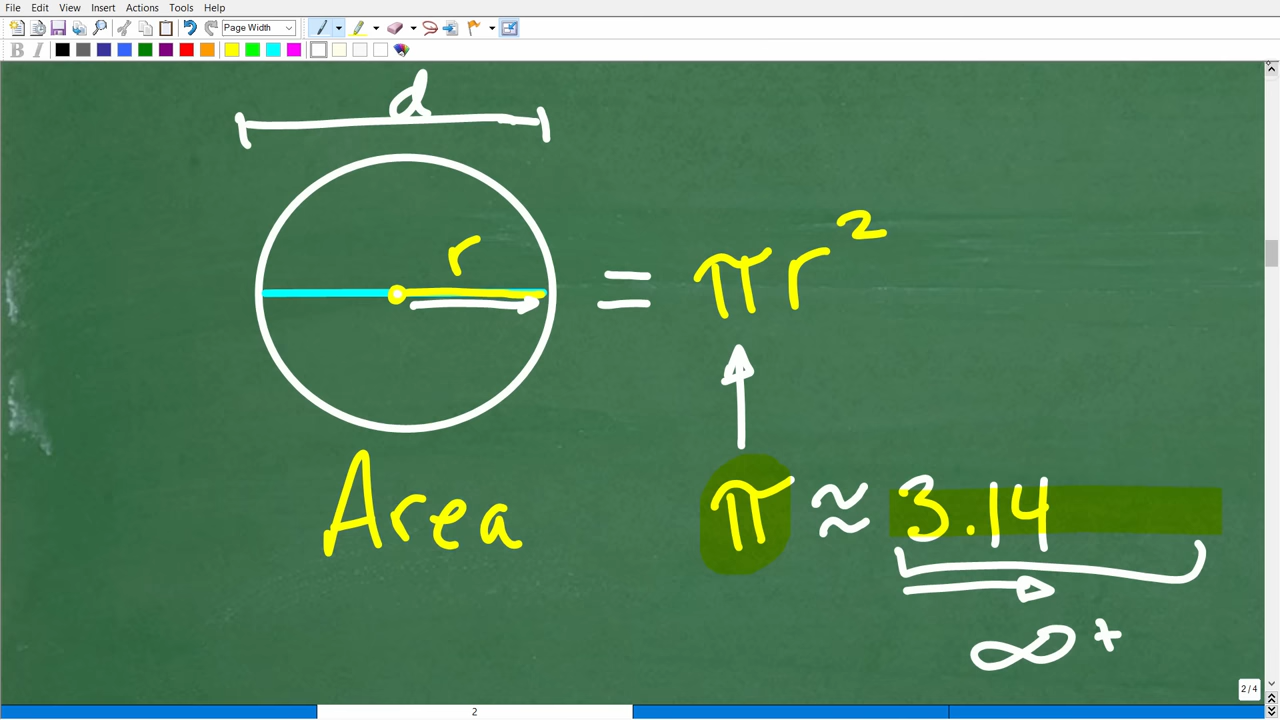 File Edit View Insert Actions Tools Help
Page Width
B I
d
r
= πr²
Area
π ≈ 3.14
∞ +
2/4
2